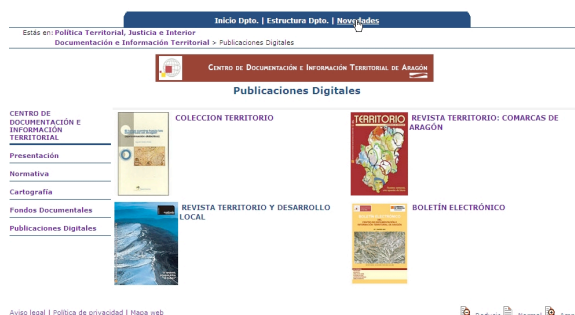 Inicio Dpto. | Estructura Dpto. | Novedades
Estás en: Política Territorial, Justicia e Interior
Documentación e Información Territorial > Publicaciones Digitales
CENTRO DE DOCUMENTACIÓN E INFORMACIÓN TERRITORIAL DE ARAGÓN
Publicaciones Digitales
CENTRO DE
DOCUMENTACIÓN E
INFORMACIÓN
TERRITORIAL
Presentación
Normativa
Cartografía
Fondos Documentales
Publicaciones Digitales
COLECCION TERRITORIO
TERRITORIO
REVISTA TERRITORIO: COMARCAS DE
ARAGÓN
REVISTA TERRITORIO Y DESARROLLO
LOCAL
BOLETÍN ELECTRÓNICO
Aviso legal | Política de privacidad | Mapa web